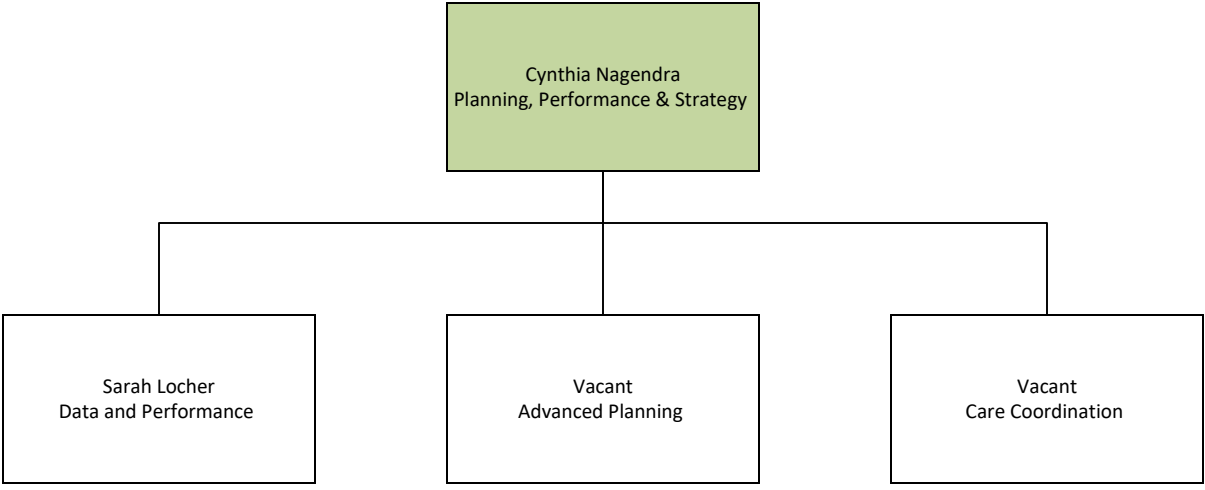 Cynthia Nagendra
Planning, Performance & Strategy
Sarah Locher
Data and Performance
Vacant
Advanced Planning
Vacant
Care Coordination